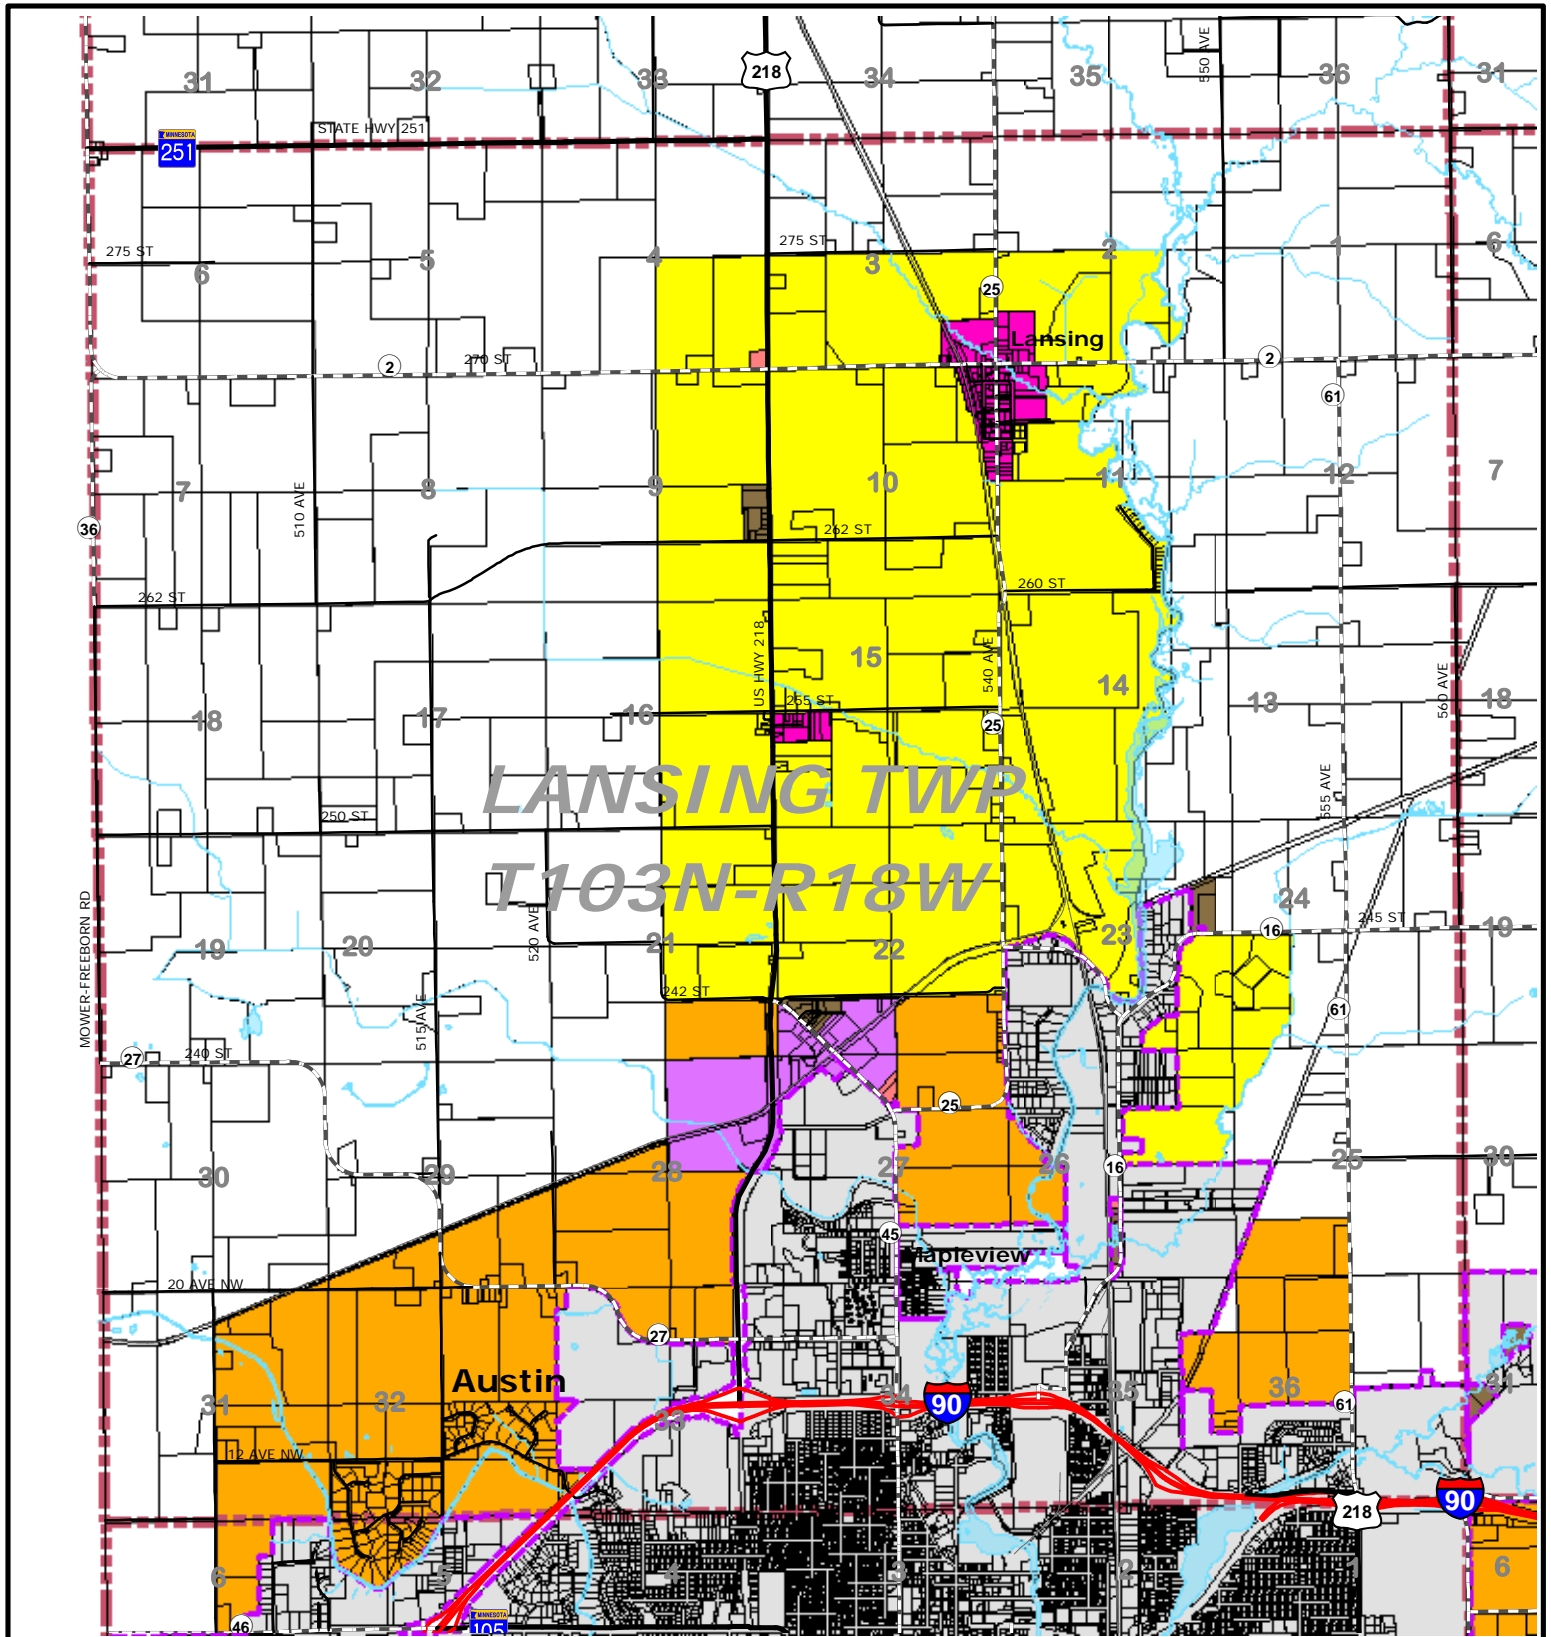 31
32
33
218
34
35
550 AVE
36
31
MINNESOTA
251
STATE HWY 251
275 ST
6
5
4
275 ST
3
2
1
6
25
Lansing
2
270 ST
2
61
7
510 AVE
8
9
10
11
12
7
36
262 ST
262 ST
260 ST
US HWY 218
15
540 AVE
14
13
560 AVE
18
18
17
16
255 ST
25
LANSING TWP
250 ST
555 AVE
T103N-R18W
MOWER-FREEBORN RD
19
20
520 AVE
21
22
23
24
16
245 ST
19
242 ST
515 AVE
61
27
240 ST
25
30
29
28
27
26
16
25
30
45
Mapleview
20 AVE NW
27
Austin
31
32
33
34
90
35
36
61
31
12 AVE NW
218
90
6
5
4
3
2
1
6
46
MINNESOTA
105